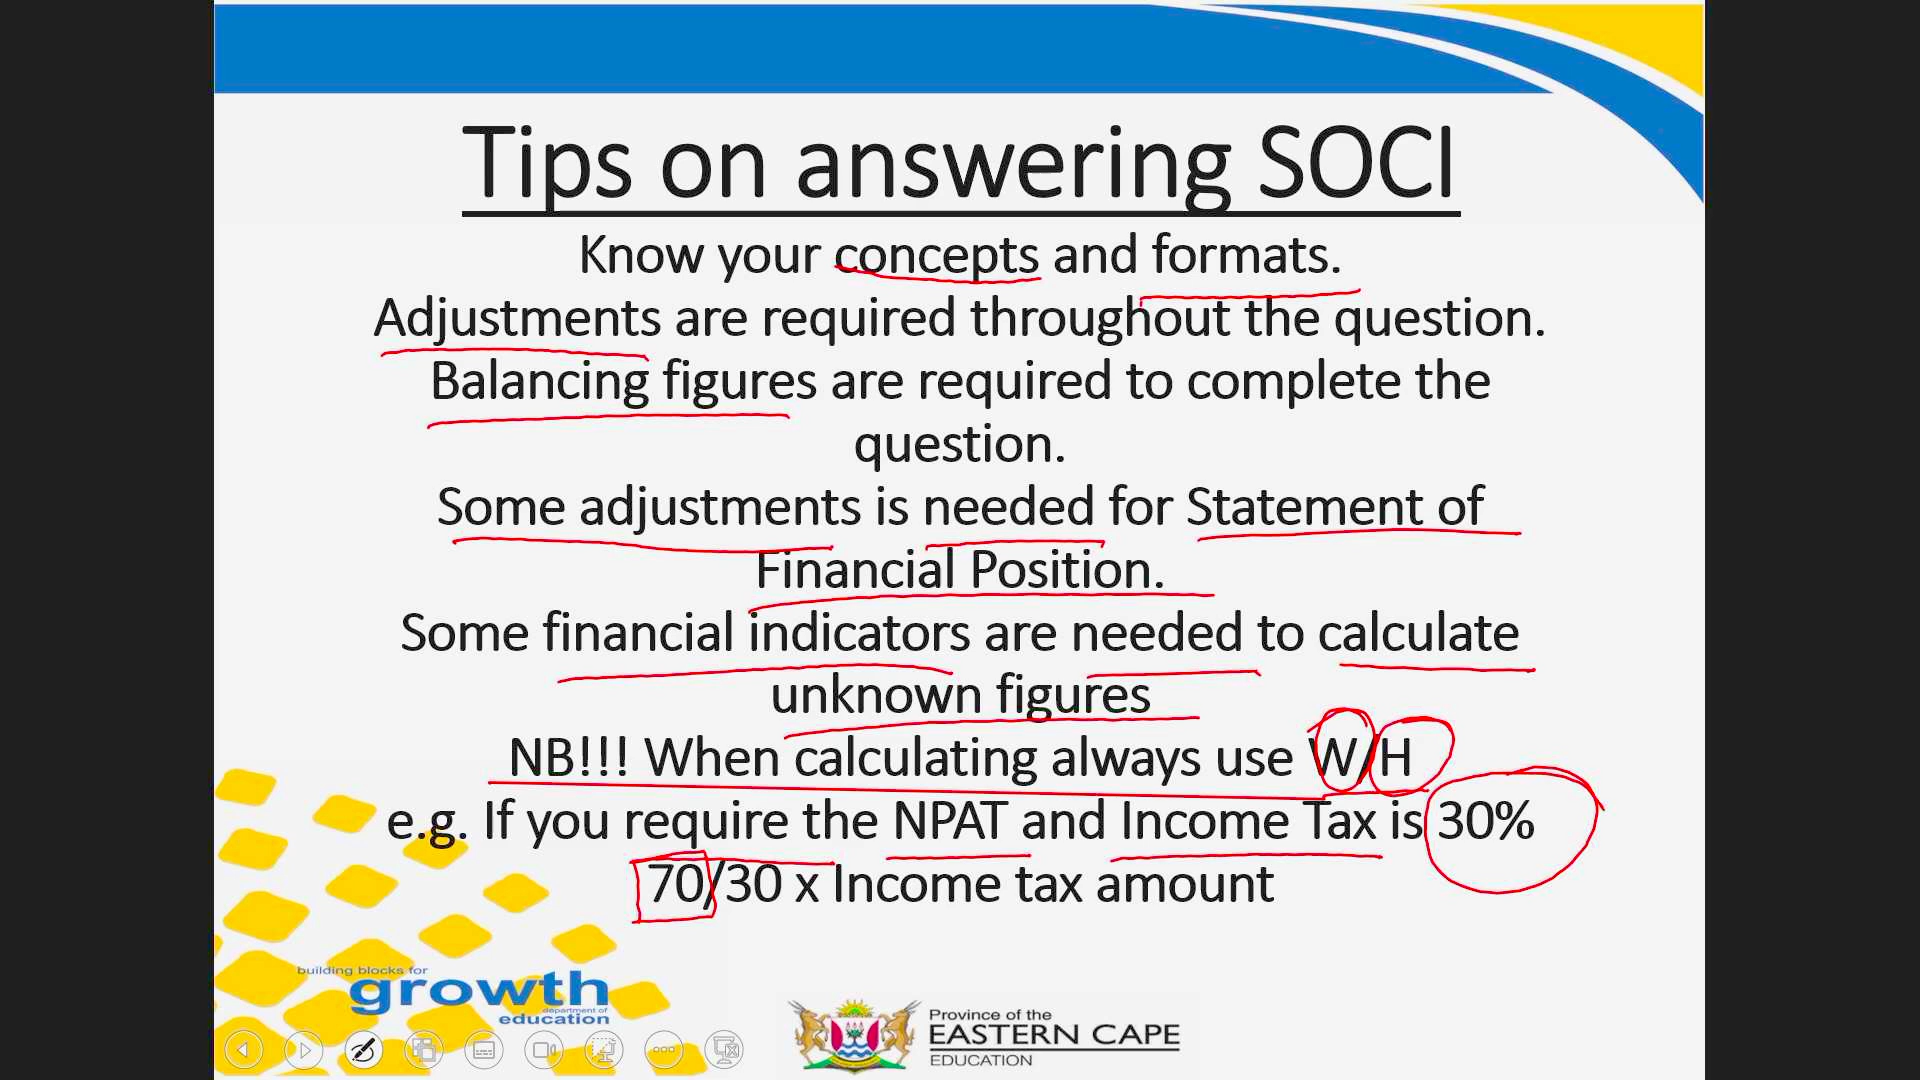 Tips on answering SOCI
Know your concepts and formats.
Adjustments are required throughout the question.
Balancing figures are required to complete the
question.
Some adjustments is needed for Statement of
Financial Position.
Some financial indicators are needed to calculate
unknown figures
NB!!! When calculating always use W/H
e.g. If you require the NPAT and Income Tax is 30%
70/30 x Income tax amount
building blocks for
growth
department of
education
Province of the
EASTERN CAPE
EDUCATION